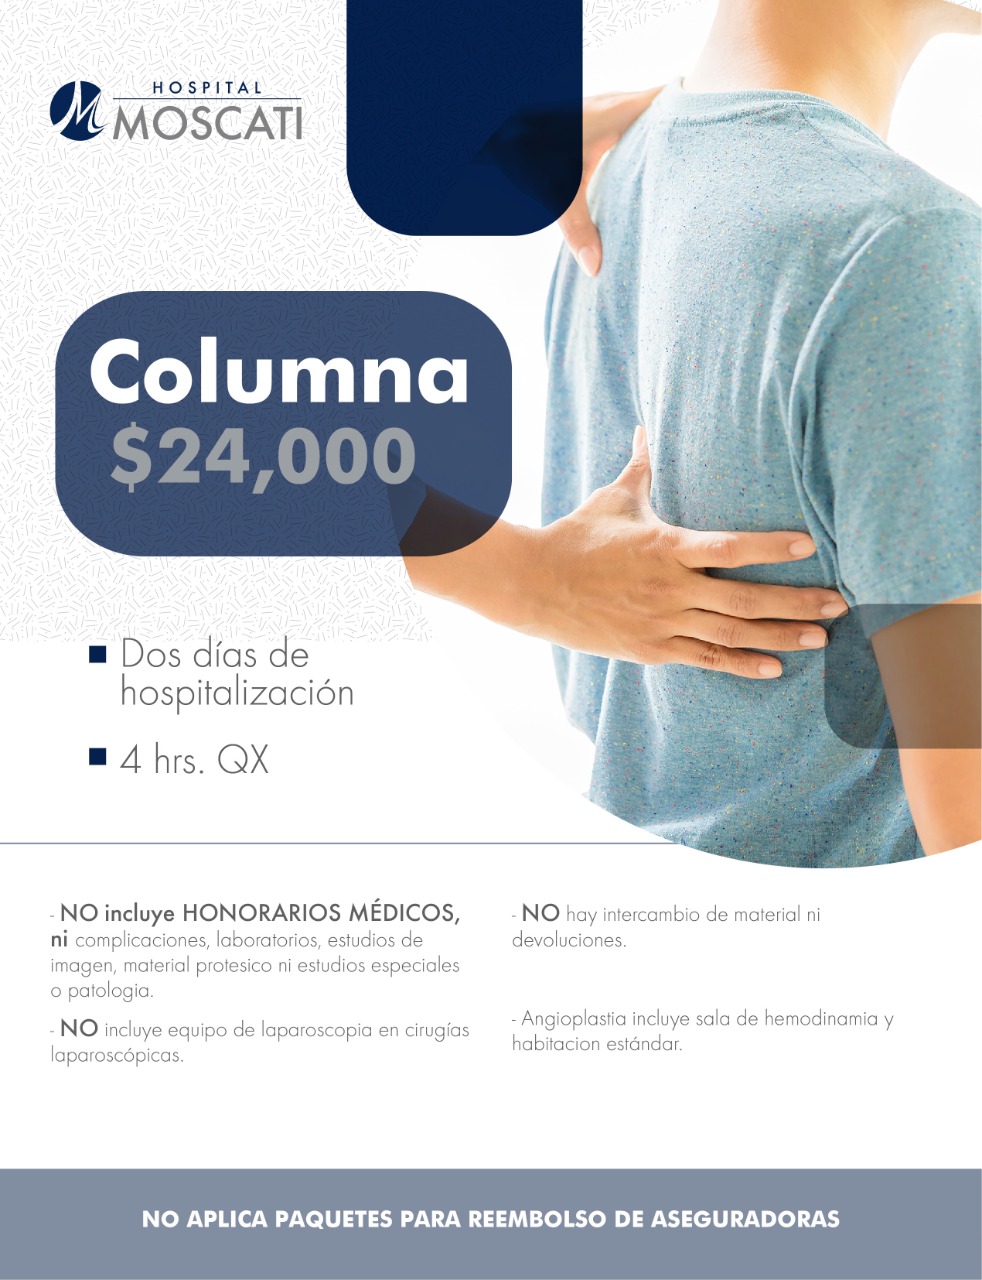 HOSPITAL
MOSCATI
Columna
$24,000
Dos días de
hospitalización
4 hrs. QX
- NO incluye HONORARIOS MÉDICOS,
ni complicaciones, laboratorios, estudios de
imagen, material protesico ni estudios especiales
o patologia.
- NO incluye equipo de laparoscopia en cirugías
laparoscópicas.
- NO hay intercambio de material ni
devoluciones.
- Angioplastia incluye sala de hemodinamia y
habitacion estándar.
NO APLICA PAQUETES PARA REEMBOLSO DE ASEGURADORAS